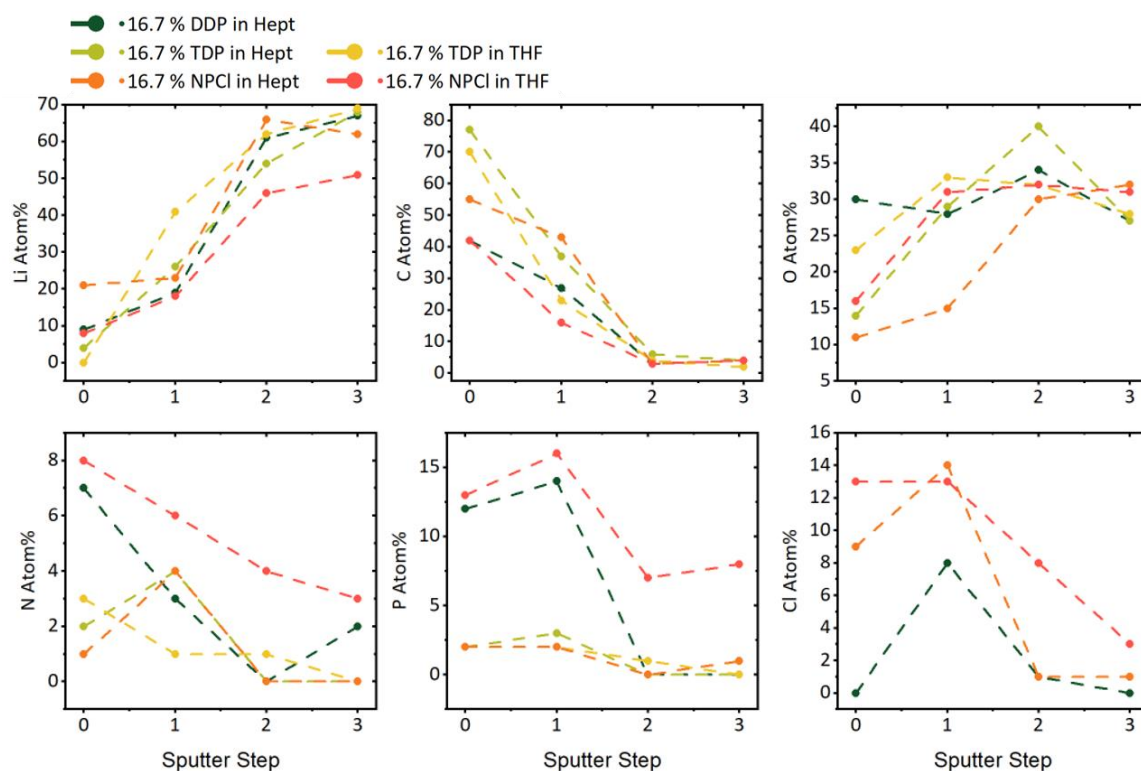 •16.7 % DDP in Hept
•16.7 % TDP in Hept •16.7 % TDP in THF
•16.7 % NPCl in Hept •16.7 % NPCl in THF
Li Atom%
70
60
50
40
30
20
10
0
0 1 2 3
C Atom%
80
70
60
50
40
30
20
10
0
0 1 2 3
O Atom%
40
35
30
25
20
15
10
5
0 1 2 3
N Atom%
8
6
4
2
0
0 1 2 3
Sputter Step
P Atom%
15
10
5
0
0 1 2 3
Sputter Step
Cl Atom%
16
14
12
10
8
6
4
2
0
0 1 2 3
Sputter Step